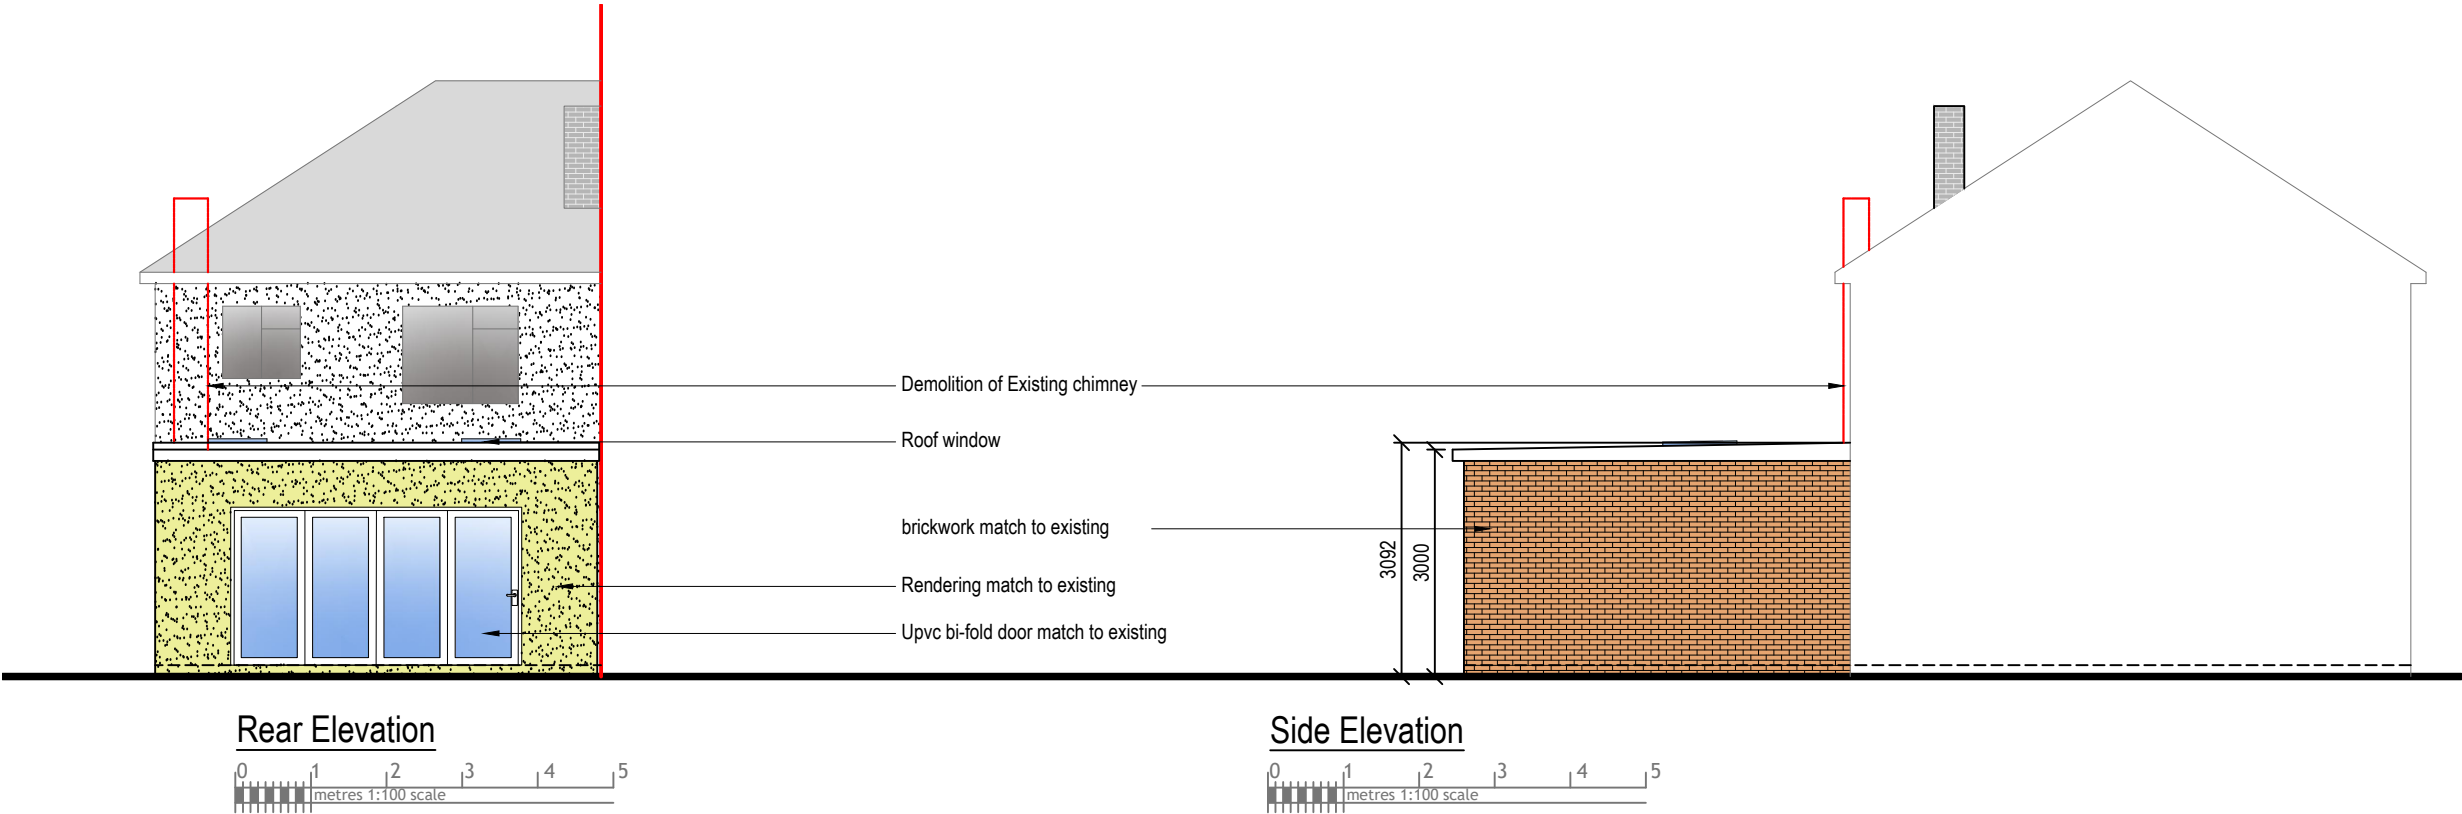 Demolition of Existing chimney
Roof window
brickwork match to existing
Rendering match to existing
Upvc bi-fold door match to existing
3092
3000
Rear Elevation
0 1 2 3 4 5
metres 1:100 scale
Side Elevation
0 1 2 3 4 5
metres 1:100 scale